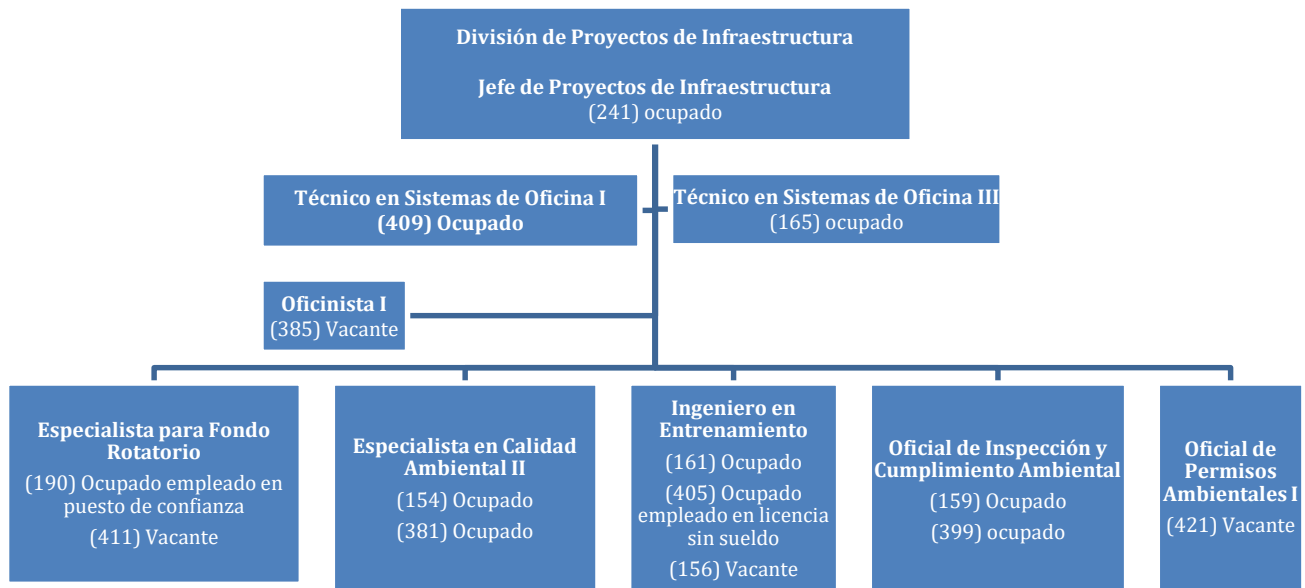 División de Proyectos de Infraestructura
Jefe de Proyectos de Infraestructura
(241) ocupado
Técnico en Sistemas de Oficina I
(409) Ocupado
Técnico en Sistemas de Oficina III
(165) ocupado
Oficinista I
(385) Vacante
Especialista para Fondo
Rotatorio
(190) Ocupado empleado en
puesto de confianza
(411) Vacante
Especialista en Calidad
Ambiental II
(154) Ocupado
(381) Ocupado
Ingeniero en
Entrenamiento
(161) Ocupado
(405) Ocupado
empleado en licencia
sin sueldo
(156) Vacante
Oficial de Inspección y
Cumplimiento Ambiental
(159) Ocupado
(399) ocupado
Oficial de
Permisos
Ambientales I
(421) Vacante